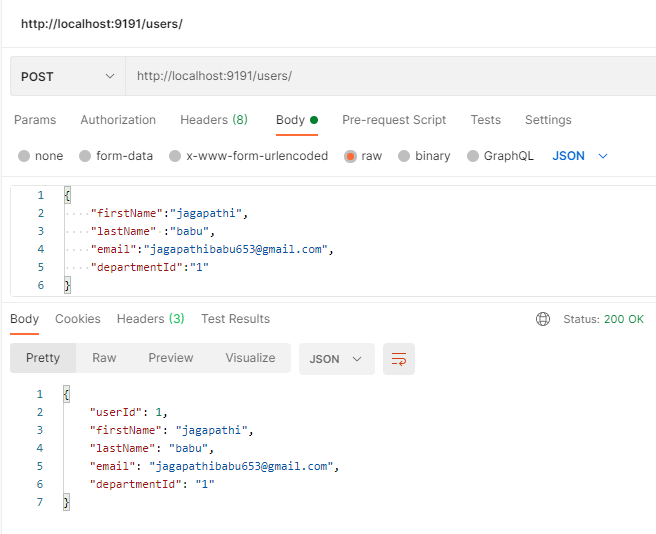 http://localhost:9191/users/
POST http://localhost:9191/users/
Params Authorization Headers (8) Body Pre-request Script Tests Settings
none form-data x-www-form-urlencoded raw binary GraphQL JSON
1 {
2 "firstName":"jagapathi",
3 "lastName" :"babu",
4 "email":"jagapathibabu653@gmail.com",
5 "departmentId":"1"
6 }
Body Cookies Headers (3) Test Results Status: 200 OK
Pretty Raw Preview Visualize JSON
1 {
2 "userId": 1,
3 "firstName": "jagapathi",
4 "lastName": "babu",
5 "email": "jagapathibabu653@gmail.com",
6 "departmentId": "1"
7 }